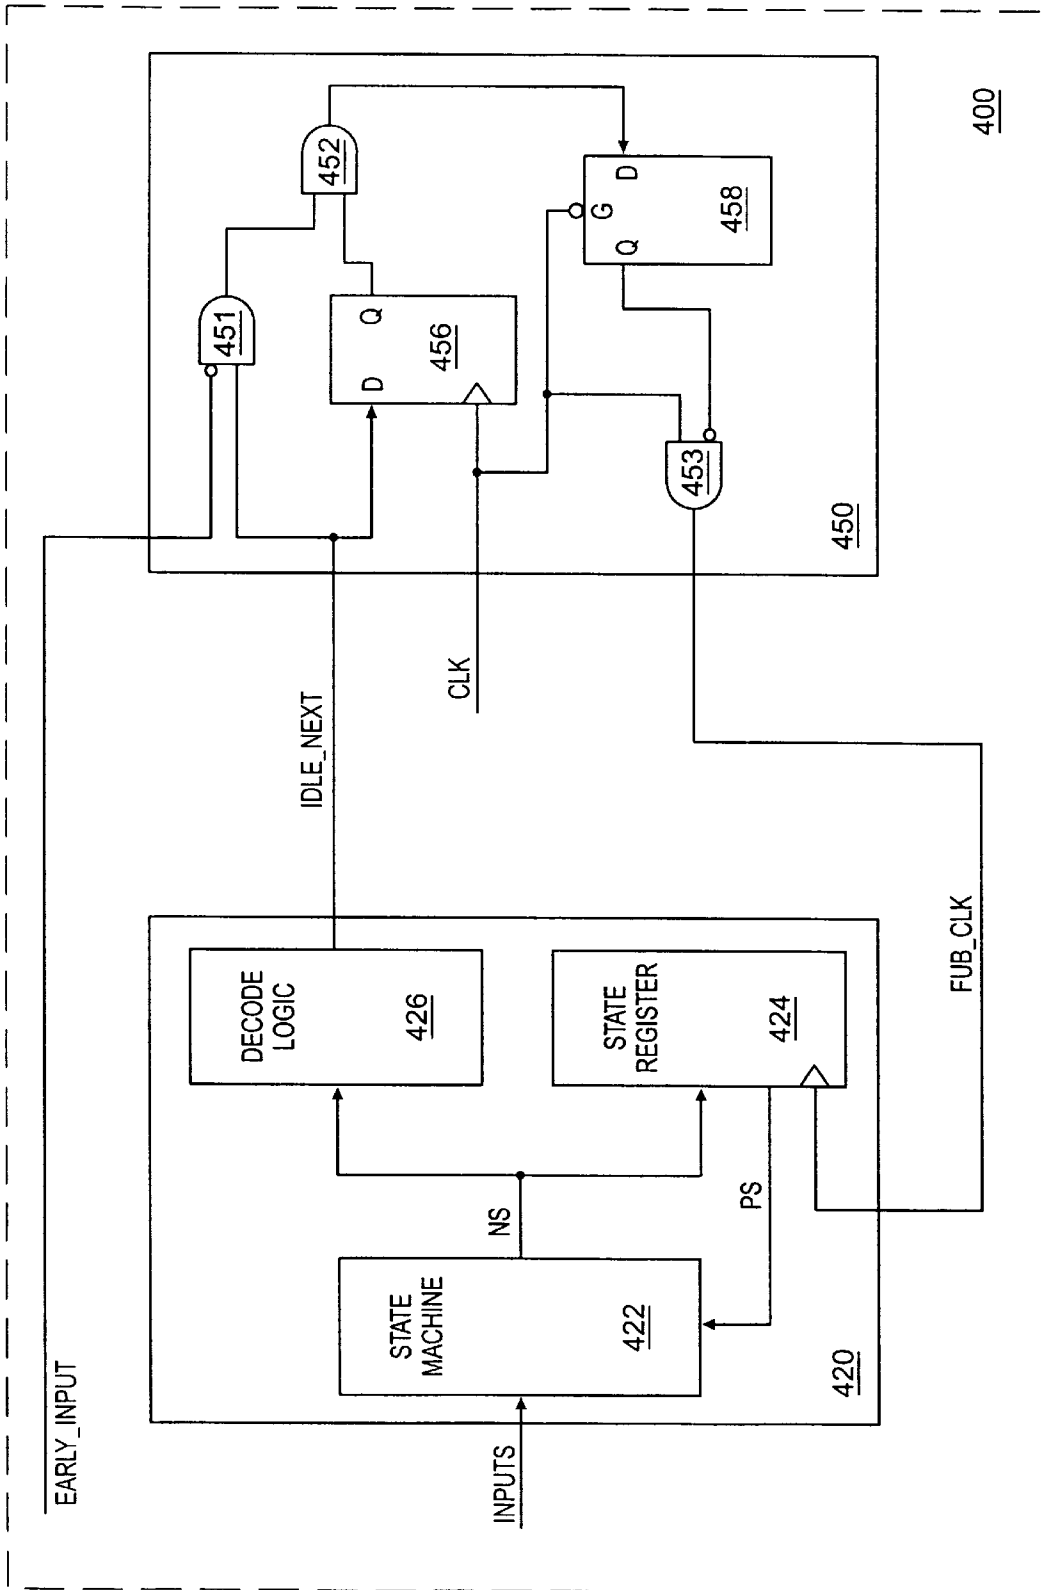 EARLY_INPUT
INPUTS
STATE
MACHINE
422
NS
PS
DECODE
LOGIC
426
STATE
REGISTER
424
420
FUB_CLK
IDLE_NEXT
CLK
451
452
D
Q
456
G
D
Q
458
453
450
400